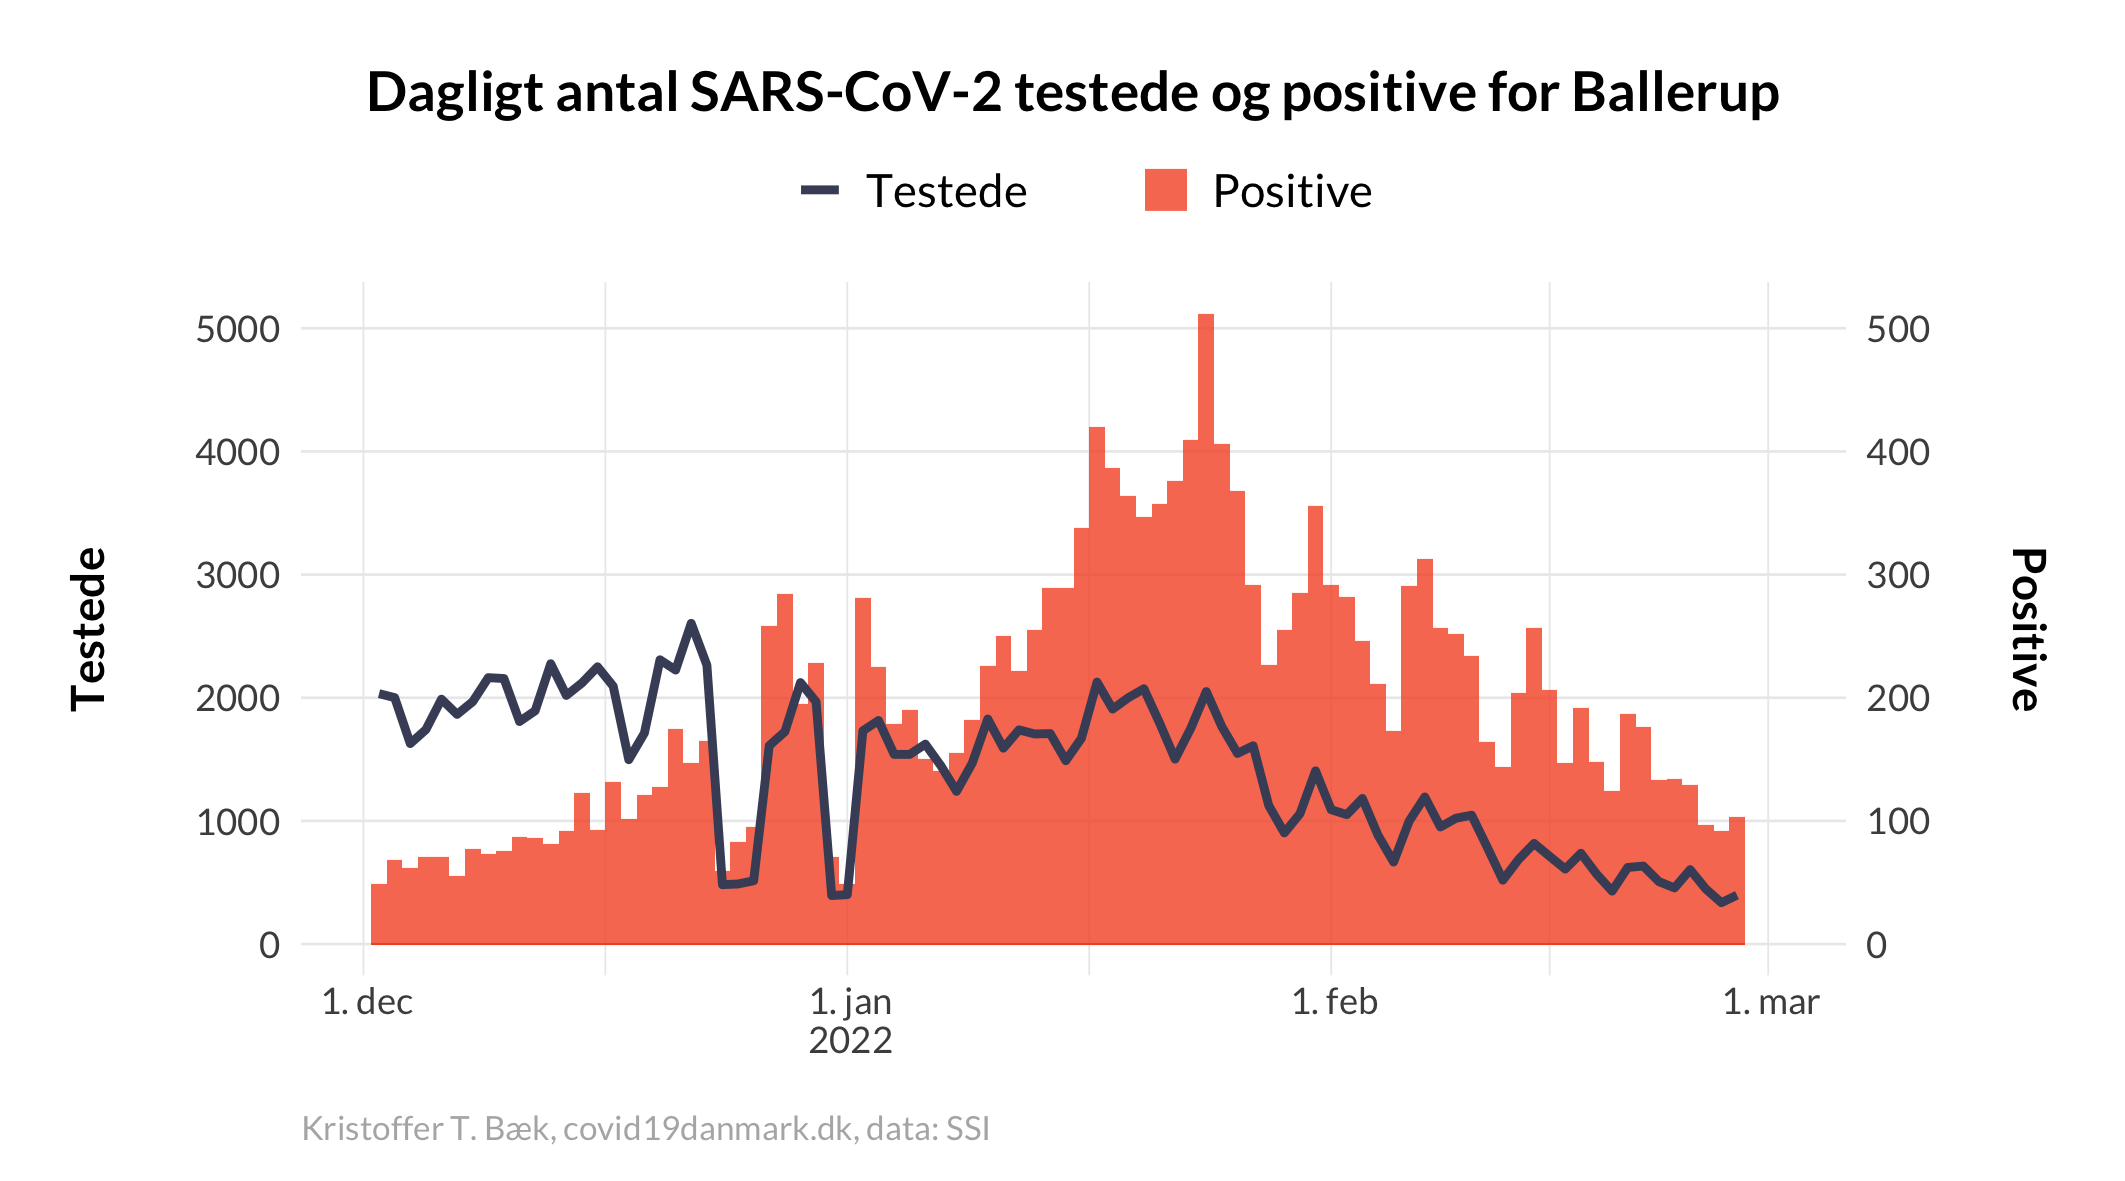 Dagligt antal SARS-CoV-2 testede og positive for Ballerup
Testede
Positive
5000
4000
3000
2000
1000
0
Testede
500
400
300
200
100
0
Positive
1. dec
1. jan
2022
1. feb
1. mar
Kristoffer T. Bæk, covid19danmark.dk, data: SSI